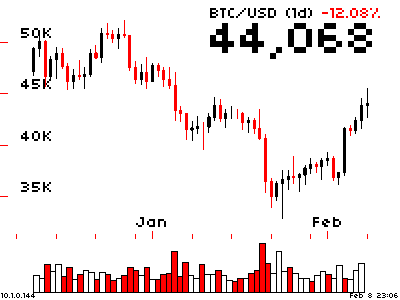 BTC/USD (1d) -12.08%
44,068
50K
45K
40K
35K
Jan Feb
10.1.0.144 Feb 8 23:06